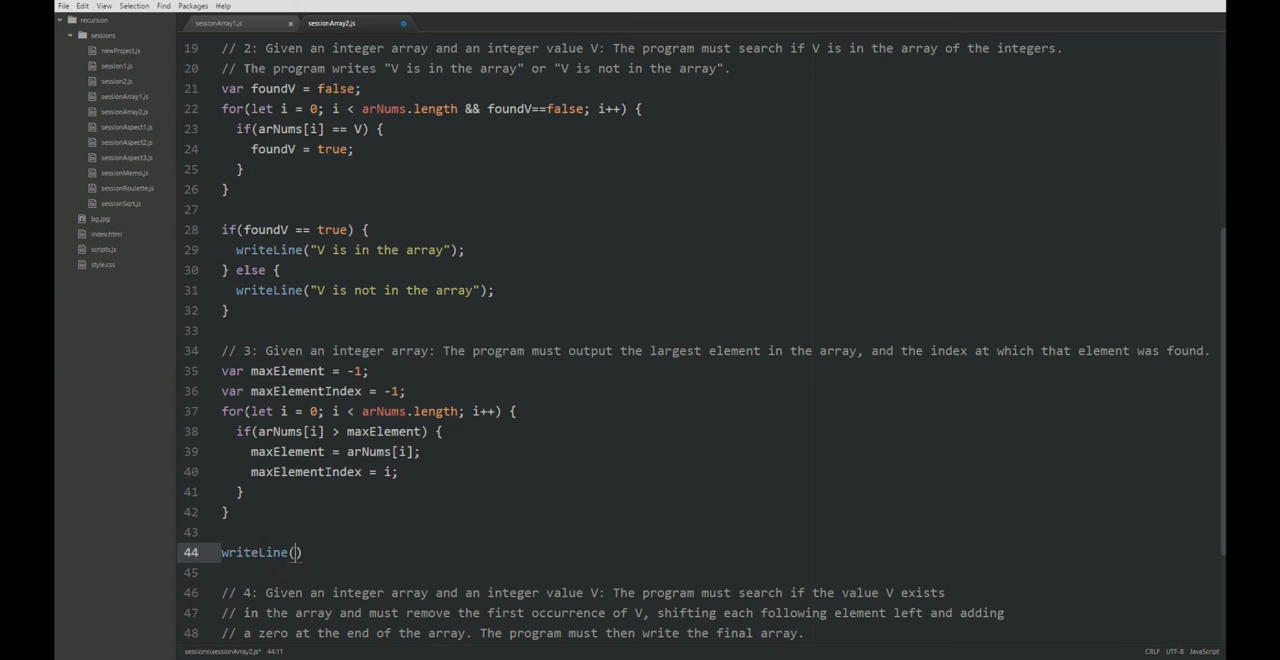 File Edit View Selection Find Packages Help
recursion
sessions
newProject.js
session1.js
session2.js
sessionArray1.js
sessionArray2.js
sessionAspect1.js
sessionAspect2.js
sessionAspect3.js
sessionMemo.js
sessionRoulette.js
sessionSqrt.js
bg.jpg
index.html
scripts.js
style.css
sessionArray1.js
sessionArray2.js
19 // 2: Given an integer array and an integer value V: The program must search if V is in the array of the integers.
20 // The program writes "V is in the array" or "V is not in the array".
21 var foundV = false;
22 for(let i = 0; i < arNums.length && foundV==false; i++) {
23 if(arNums[i] == V) {
24 foundV = true;
25 }
26 }
27
28 if(foundV == true) {
29 writeLine("V is in the array");
30 } else {
31 writeLine("V is not in the array");
32 }
33
34 // 3: Given an integer array: The program must output the largest element in the array, and the index at which that element was found.
35 var maxElement = -1;
36 var maxElementIndex = -1;
37 for(let i = 0; i < arNums.length; i++) {
38 if(arNums[i] > maxElement) {
39 maxElement = arNums[i];
40 maxElementIndex = i;
41 }
42 }
43
44 writeLine()
45
46 // 4: Given an integer array and an integer value V: The program must search if the value V exists
47 // in the array and must remove the first occurrence of V, shifting each following element left and adding
48 // a zero at the end of the array. The program must then write the final array.
sessions\sessionArray2.js* 44:11
CRLF UTF-8 JavaScript